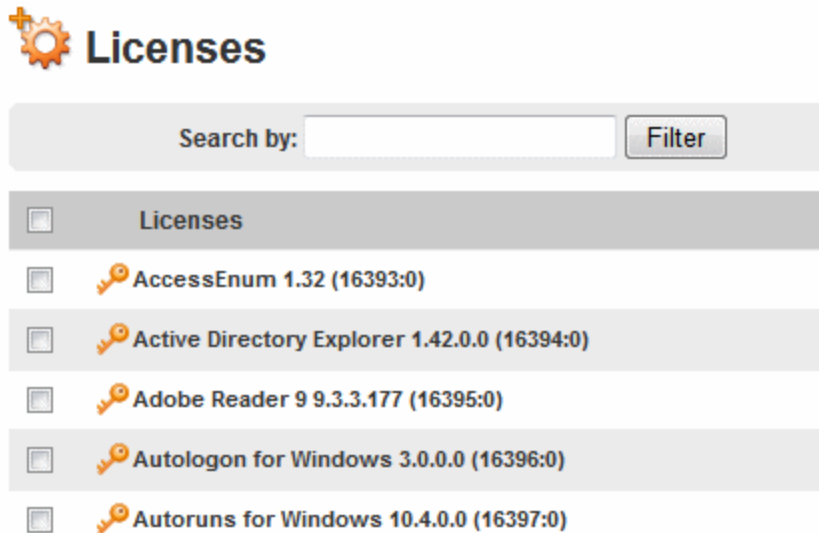 Licenses
Search by: Filter
Licenses
AccessEnum 1.32 (16393:0)
Active Directory Explorer 1.42.0.0 (16394:0)
Adobe Reader 9 9.3.3.177 (16395:0)
Autologon for Windows 3.0.0.0 (16396:0)
Autoruns for Windows 10.4.0.0 (16397:0)